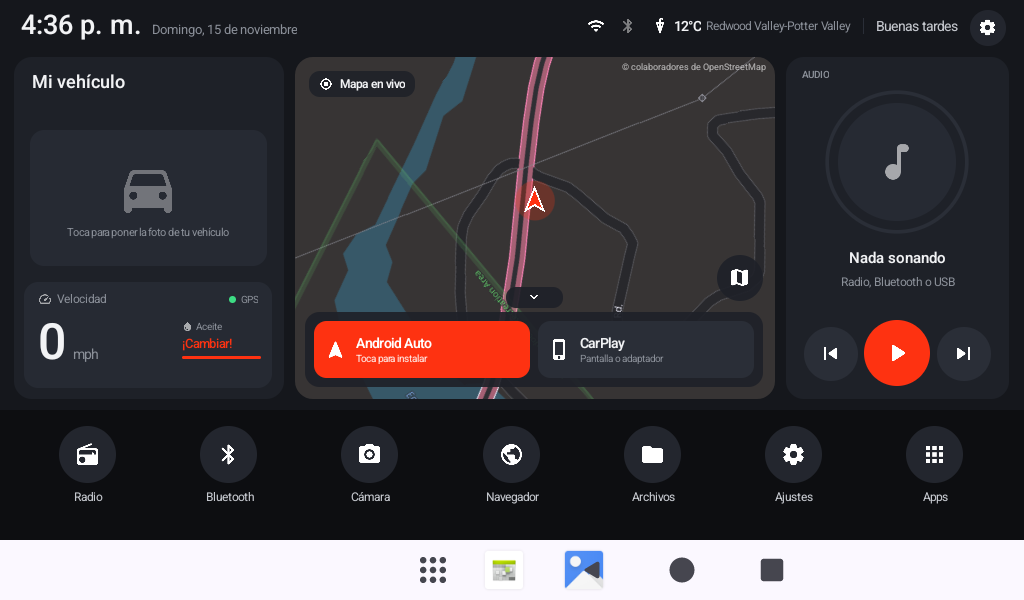 4:36 p. m.
Domingo, 15 de noviembre
12°C Redwood Valley-Potter Valley
Buenas tardes
Mi vehículo
Toca para poner la foto de tu vehículo
Velocidad
GPS
0 mph
Aceite
¡Cambiar!
Mapa en vivo
© colaboradores de OpenStreetMap
Android Auto
Toca para instalar
CarPlay
Pantalla o adaptador
AUDIO
Nada sonando
Radio, Bluetooth o USB
Radio
Bluetooth
Cámara
Navegador
Archivos
Ajustes
Apps